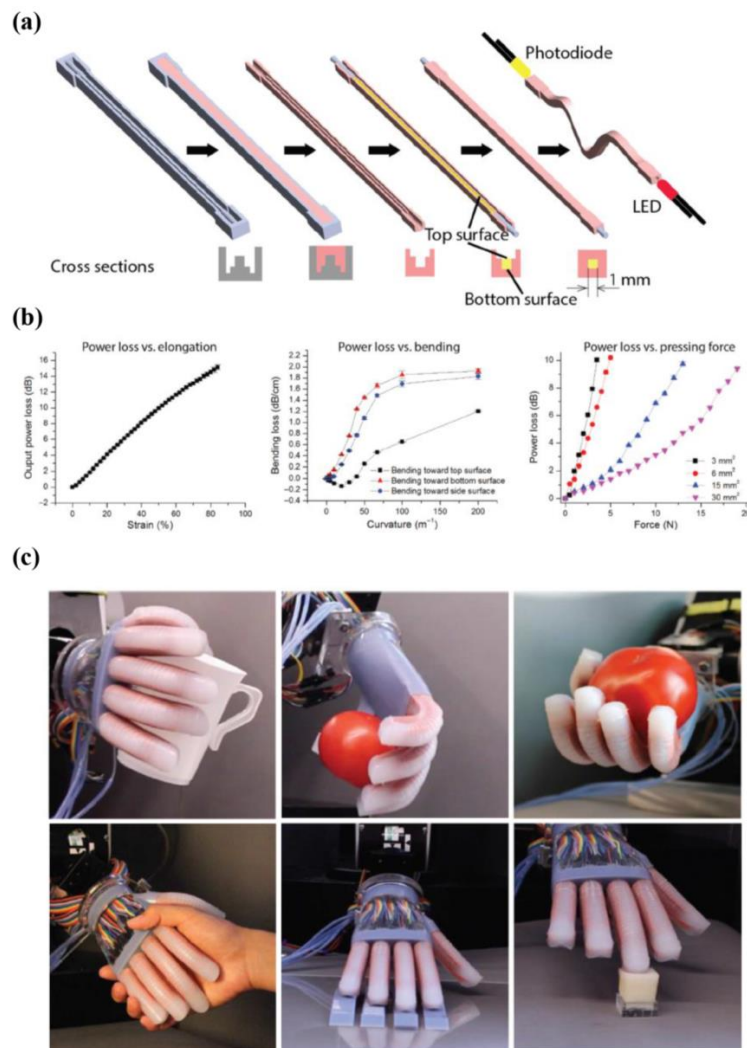 (a)
Photodiode
LED
Top surface
Cross sections
Bottom surface
1 mm
(b)
Power loss vs. elongation
Ouput power loss (dB)
16
14
12
10
8
6
4
2
0
−2
0 20 40 60 80 100
Strain (%)
Power loss vs. bending
Bending loss (dB/cm)
2.0
1.8
1.6
1.4
1.2
1.0
0.8
0.6
0.4
0.2
0.0
−0.2
−0.4
Bending toward top surface
Bending toward bottom surface
Bending toward side surface
0 50 100 150 200
Curvature (m⁻¹)
Power loss vs. pressing force
Power loss (dB)
10
8
6
4
2
0
3 mm²
6 mm²
15 mm²
30 mm²
0 5 10 15 20
Force (N)
(c)